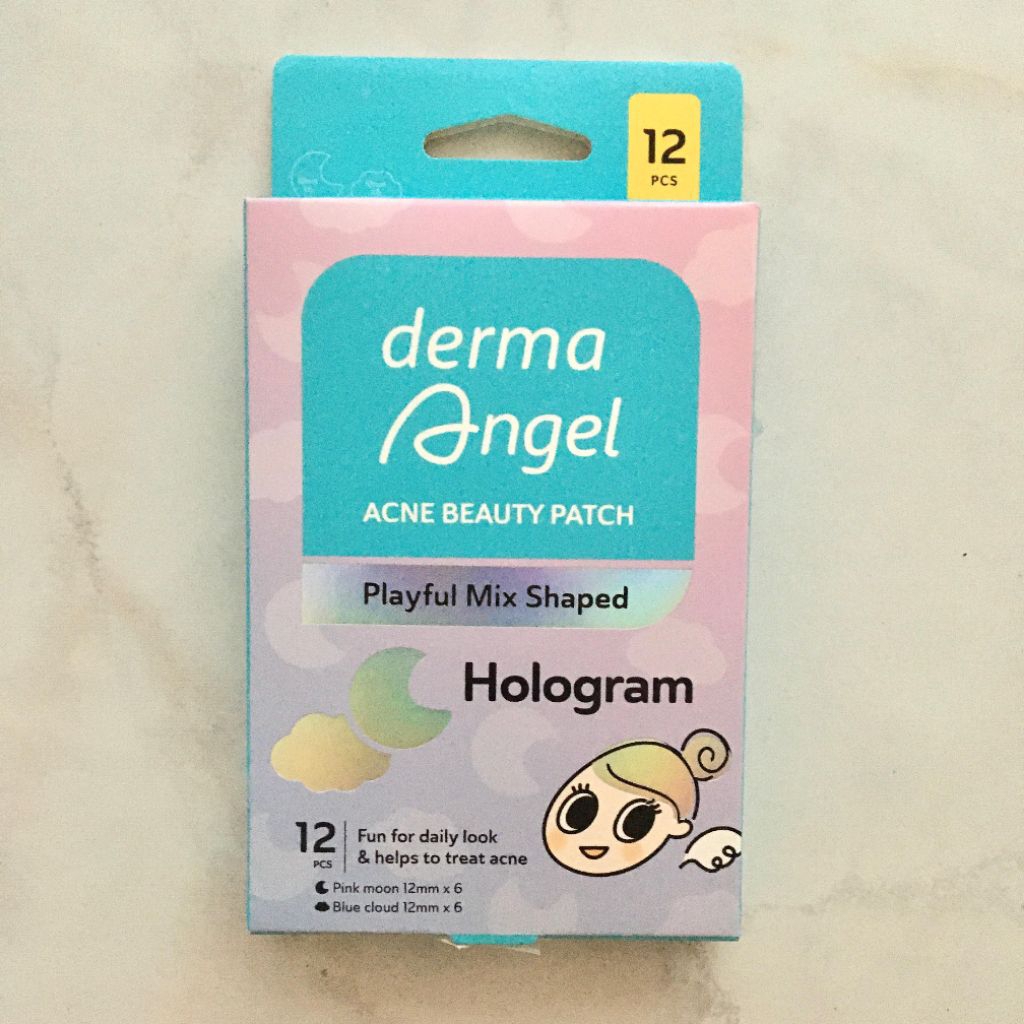 12
PCS
derma
Angel
ACNE BEAUTY PATCH
Playful Mix Shaped
Hologram
12
PCS
Fun for daily look
& helps to treat acne
Pink moon 12mm x 6
Blue cloud 12mm x 6